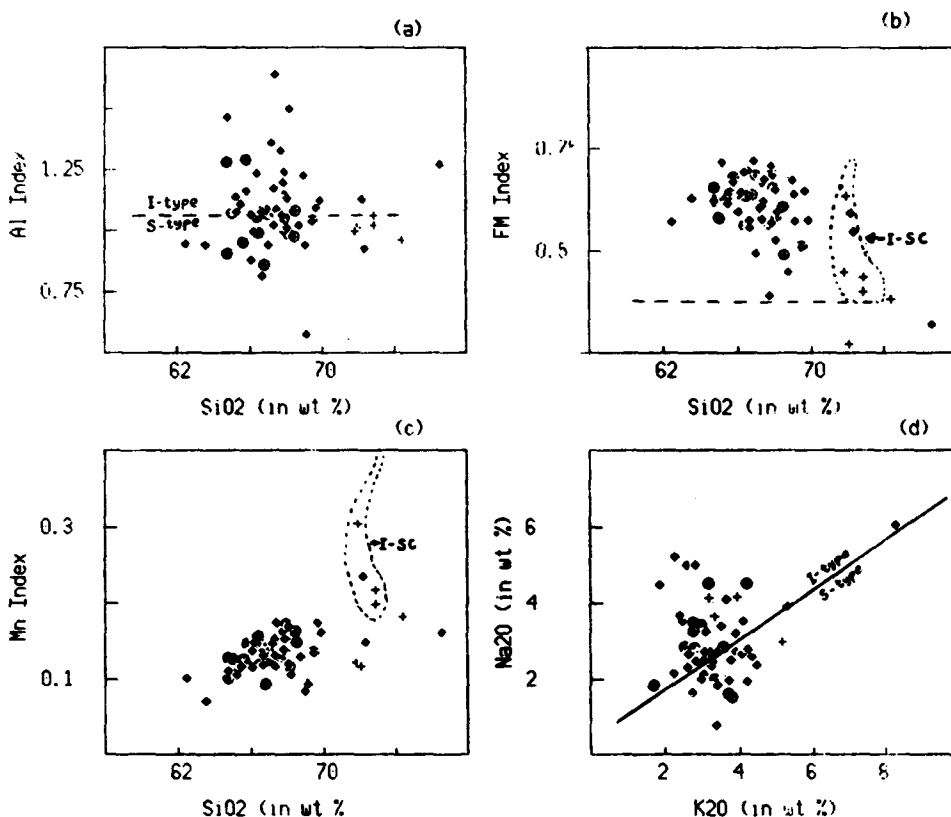 (a)
Al Index
1.25
0.75
I-type
S-type
62
70
SiO2 (in wt %)
(b)
FM Index
0.5
I-SC
62
70
SiO2 (in wt %)
(c)
Mn Index
0.3
0.1
I-SC
62
70
SiO2 (in wt %
(d)
Na2O (in wt %)
6
4
2
I-type
S-type
2
4
6
8
K2O (in wt %)